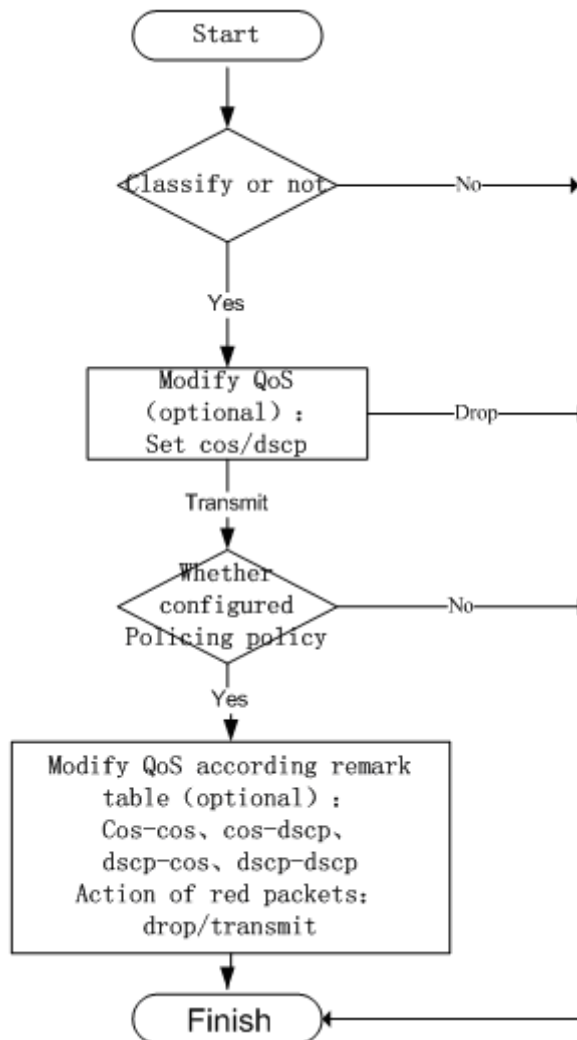 Start
Classify or not
No
Yes
Modify QoS
(optional)：
Set cos/dscp
Drop
Transmit
Whether
configured
Policing policy
No
Yes
Modify QoS according remark
table（optional）：
Cos-cos、cos-dscp、
dscp-cos、dscp-dscp
Action of red packets：
drop/transmit
Finish